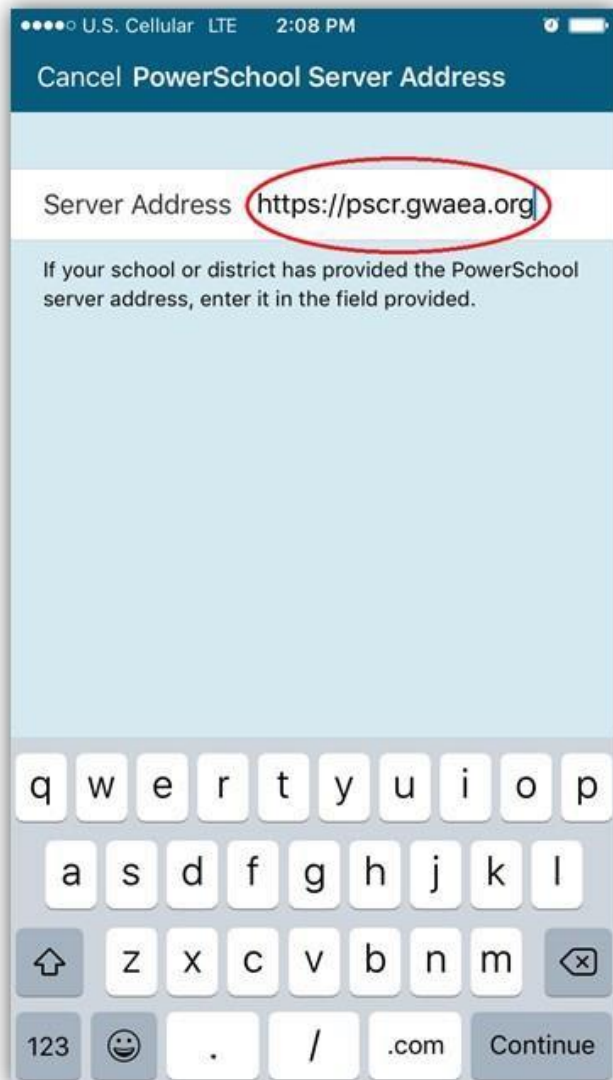 U.S. Cellular LTE 2:08 PM
Cancel PowerSchool Server Address
Server Address https://pscr.gwaea.org
If your school or district has provided the PowerSchool
server address, enter it in the field provided.
q w e r t y u i o p
a s d f g h j k l
z x c v b n m
123 . / .com Continue